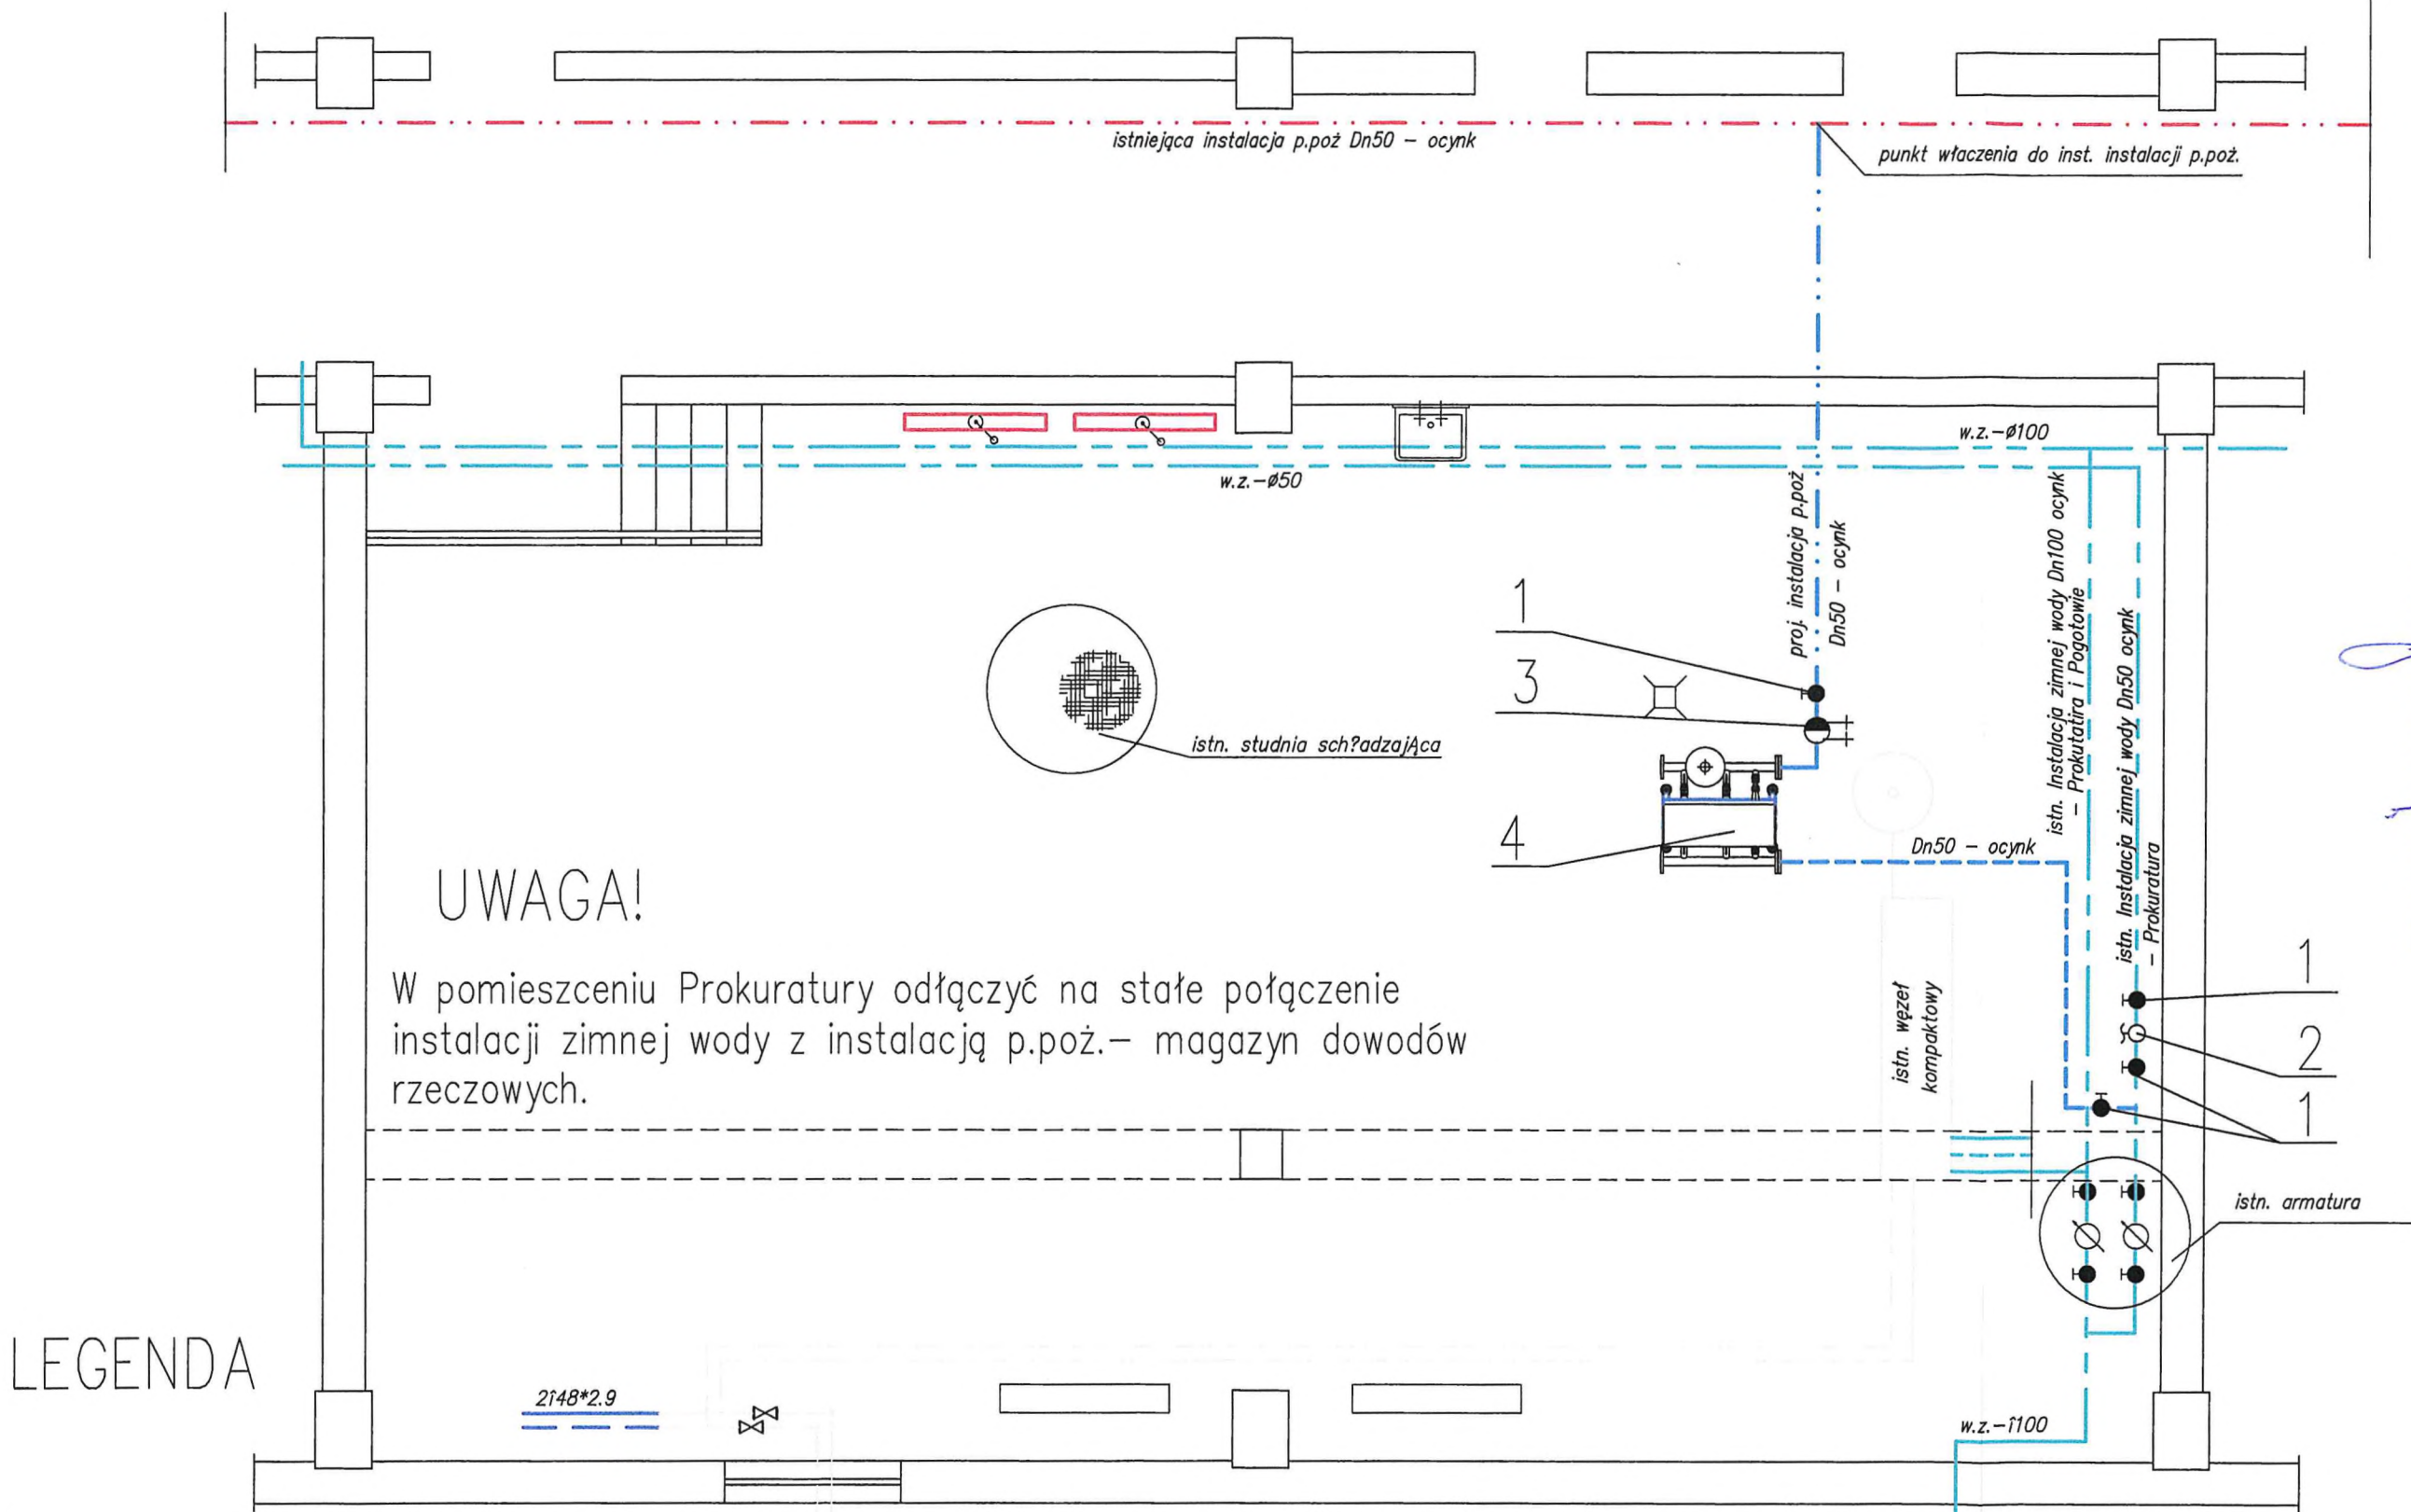 istniejąca instalacja p.poż Dn50 – ocynk
punkt właczenia do inst. instalacji p.poż.
w.z.-ø100
w.z.-ø50
proj. instalacja p.poż
Dn50 – ocynk
istn. Instalacja zimnej wody Dn100 ocynk
– Prokutatira i Pogotowie
istn. Instalacja zimnej wody Dn50 ocynk
– Prokuratura
1
3
istn. studnia sch?adzajĄca
4
Dn50 – ocynk
UWAGA!
W pomieszceniu Prokuratury odłączyć na stałe połączenie
instalacji zimnej wody z instalacją p.poż.– magazyn dowodów
rzeczowych.
istn. węzeł
kompaktowy
1
2
1
istn. armatura
LEGENDA
2î48*2.9
w.z.-î100